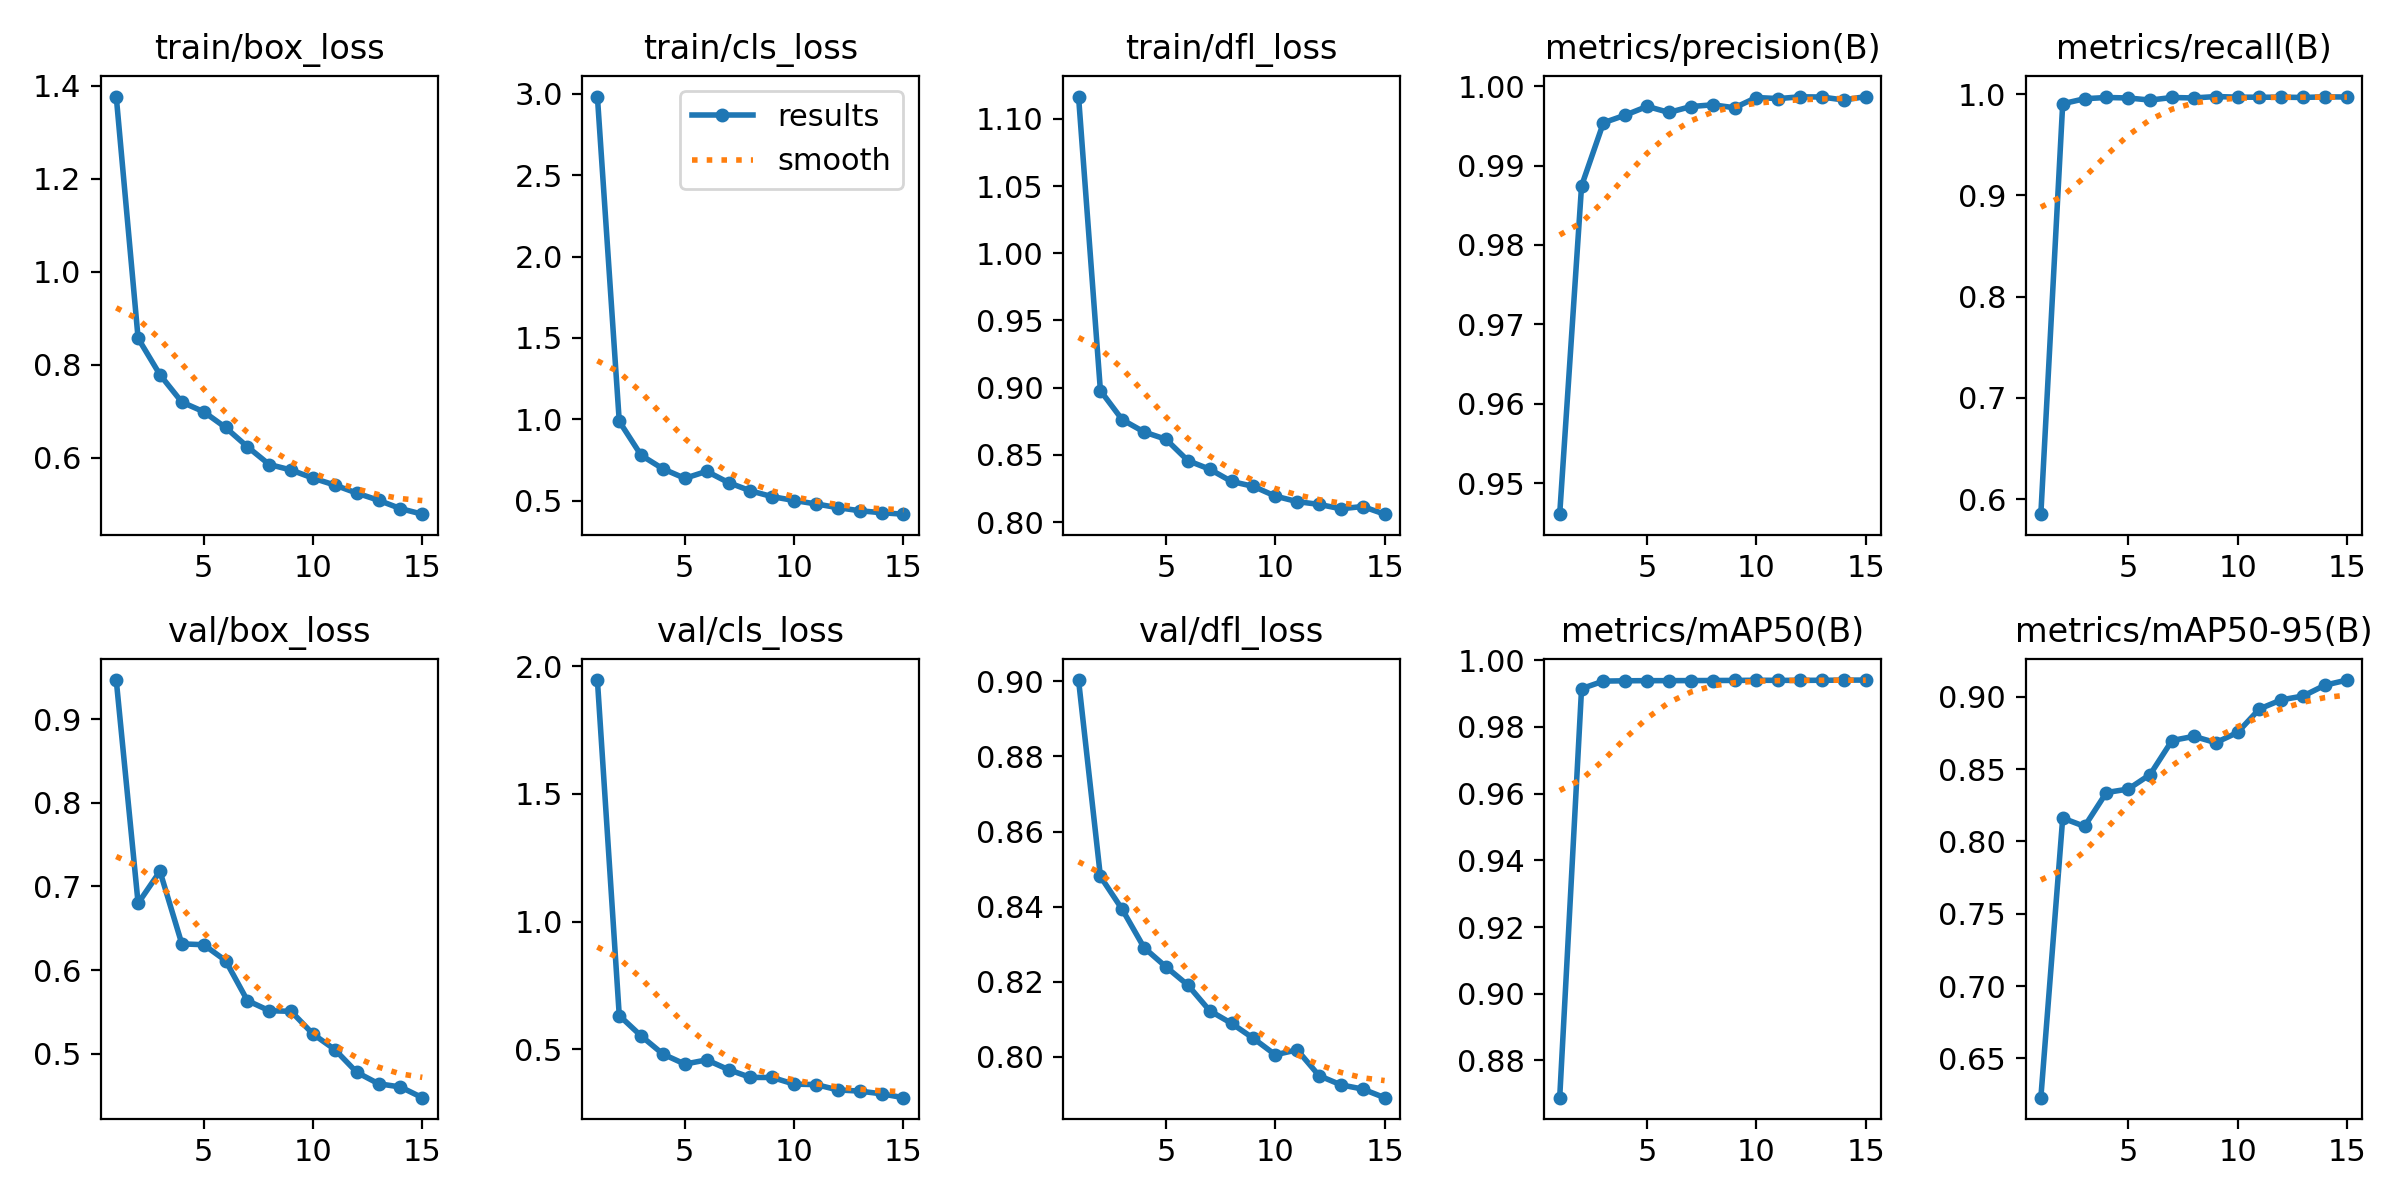 train/box_loss
1.4
1.2
1.0
0.8
0.6
5 10 15
train/cls_loss
results
smooth
3.0
2.5
2.0
1.5
1.0
0.5
5 10 15
train/dfl_loss
1.10
1.05
1.00
0.95
0.90
0.85
0.80
5 10 15
metrics/precision(B)
1.00
0.99
0.98
0.97
0.96
0.95
5 10 15
metrics/recall(B)
1.0
0.9
0.8
0.7
0.6
5 10 15
val/box_loss
0.9
0.8
0.7
0.6
0.5
5 10 15
val/cls_loss
2.0
1.5
1.0
0.5
5 10 15
val/dfl_loss
0.90
0.88
0.86
0.84
0.82
0.80
5 10 15
metrics/mAP50(B)
1.00
0.98
0.96
0.94
0.92
0.90
0.88
5 10 15
metrics/mAP50-95(B)
0.90
0.85
0.80
0.75
0.70
0.65
5 10 15